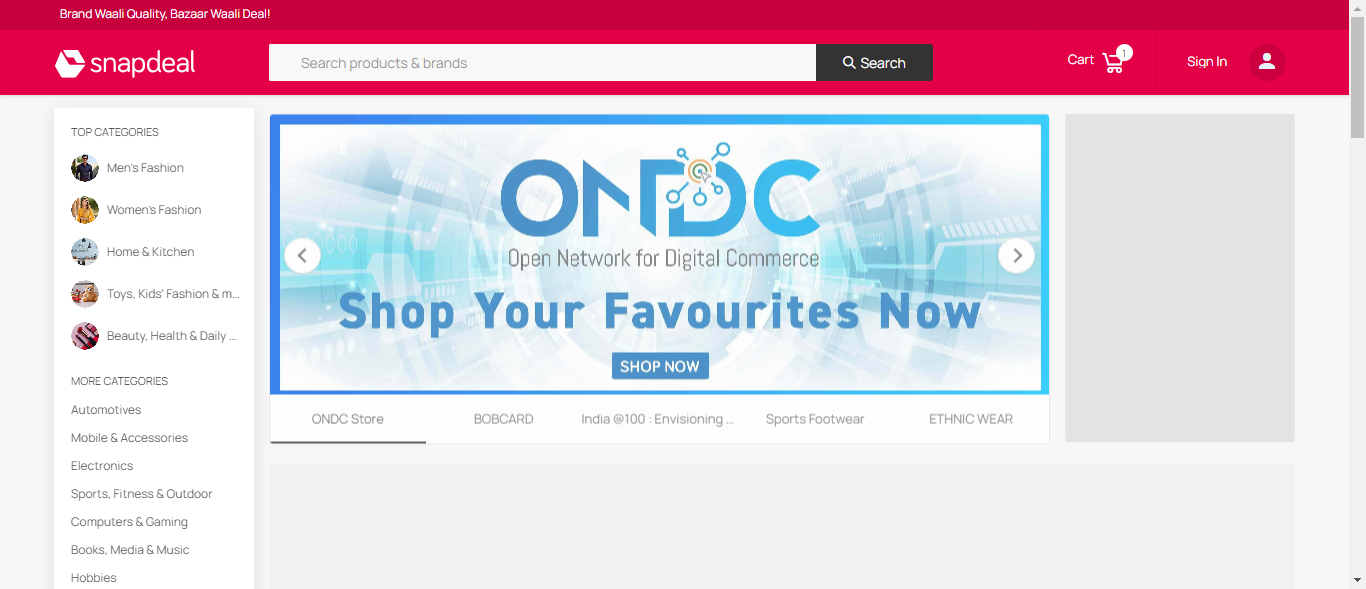 Brand Waali Quality, Bazaar Waali Deal!
snapdeal
Search products & brands
Search
Cart
1
Sign In
TOP CATEGORIES
Men's Fashion
Women's Fashion
Home & Kitchen
Toys, Kids' Fashion & m...
Beauty, Health & Daily ...
MORE CATEGORIES
Automotives
Mobile & Accessories
Electronics
Sports, Fitness & Outdoor
Computers & Gaming
Books, Media & Music
Hobbies
ONDC
Open Network for Digital Commerce
Shop Your Favourites Now
SHOP NOW
ONDC Store
BOBCARD
India @100 : Envisioning ...
Sports Footwear
ETHNIC WEAR